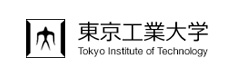 東京工業大学
Tokyo Institute of Technology